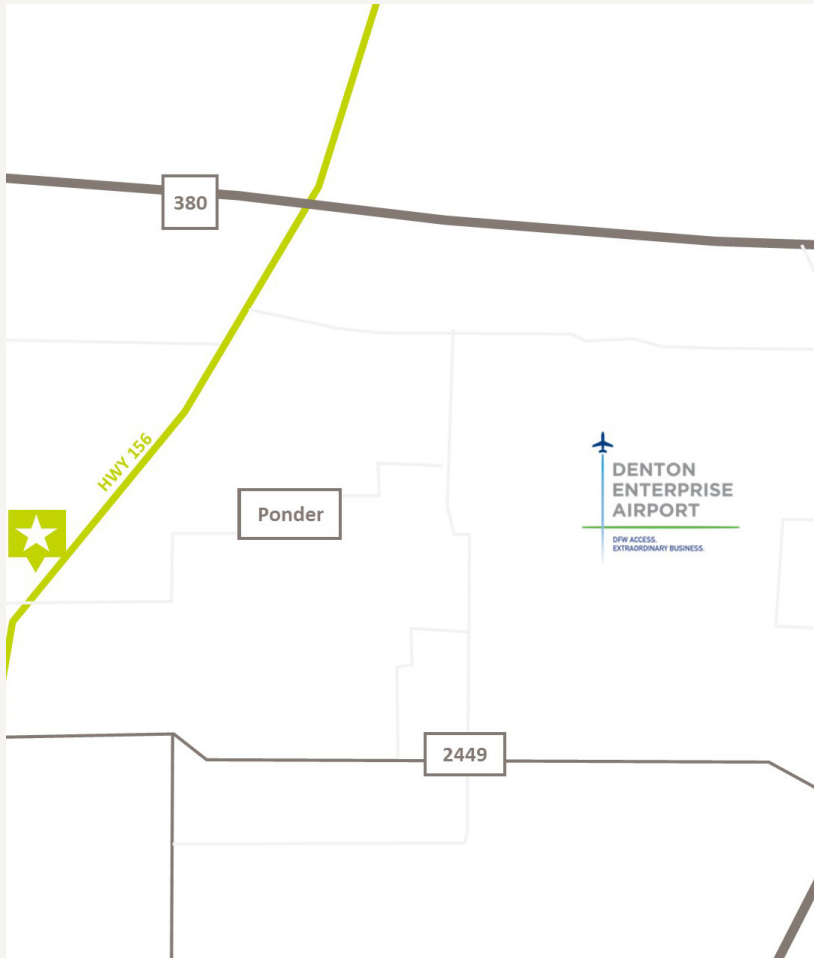 380
HWY 156
Ponder
DENTON
ENTERPRISE
AIRPORT
DFW ACCESS.
EXTRAORDINARY BUSINESS.
2449